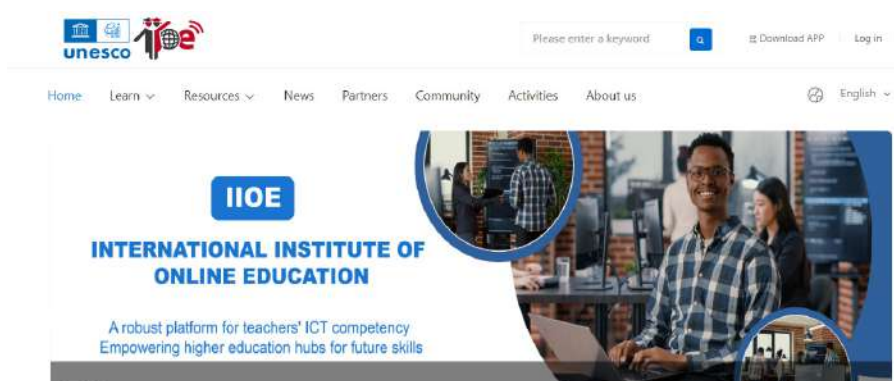 unesco iioe
Please enter a keyword
Download APP
Log in
Home Learn Resources News Partners Community Activities About us
English
IIOE
INTERNATIONAL INSTITUTE OF
ONLINE EDUCATION
A robust platform for teachers' ICT competency
Empowering higher education hubs for future skills